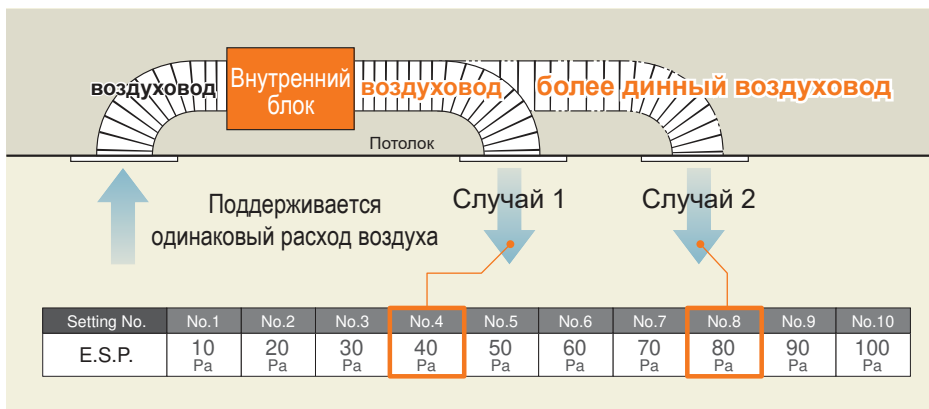 воздуховод
Внутренний
блок
воздуховод
более динный воздуховод
Потолок
Поддерживается
одинаковый расход воздуха
Случай 1
Случай 2
Setting No. No.1 No.2 No.3 No.4 No.5 No.6 No.7 No.8 No.9 No.10
E.S.P. 10 Pa 20 Pa 30 Pa 40 Pa 50 Pa 60 Pa 70 Pa 80 Pa 90 Pa 100 Pa